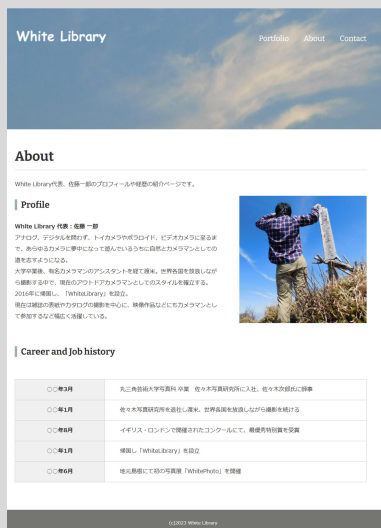 White Library
Portfolio About Contact
About
White Library代表、佐藤一郎のプロフィールや経歴の紹介ページです。
Profile
White Library 代表：佐藤 一郎
アナログ、デジタルを問わず、トイカメラやポラロイド、ビデオカメラに至るま
で、あらゆるカメラに夢中になって遊んでいるうちに自然とカメラマンとしての
道を志すようになる。
大学卒業後、有名カメラマンのアシスタントを経て渡米。世界各国を放浪しなが
ら撮影する中で、現在のアウトドアカメラマンとしてのスタイルを確立する。
2016年に帰国し、「WhiteLibrary」を設立。
現在は雑誌の表紙やカタログの撮影を中心に、映像作品などにもカメラマンとし
て参加するなど幅広く活躍している。
Career and Job history
○○年3月 丸三角芸術大学写真科 卒業 佐々木写真研究所に入社、佐々木次郎氏に師事
○○年1月 佐々木写真研究所を退社し渡米、世界各国を放浪しながら撮影を続ける
○○年8月 イギリス・ロンドンで開催されたコンクールにて、最優秀特別賞を受賞
○○年1月 帰国し「WhiteLibrary」を設立
○○年6月 地元島根にて初の写真展「WhitePhoto」を開催
(c)2023 White Library